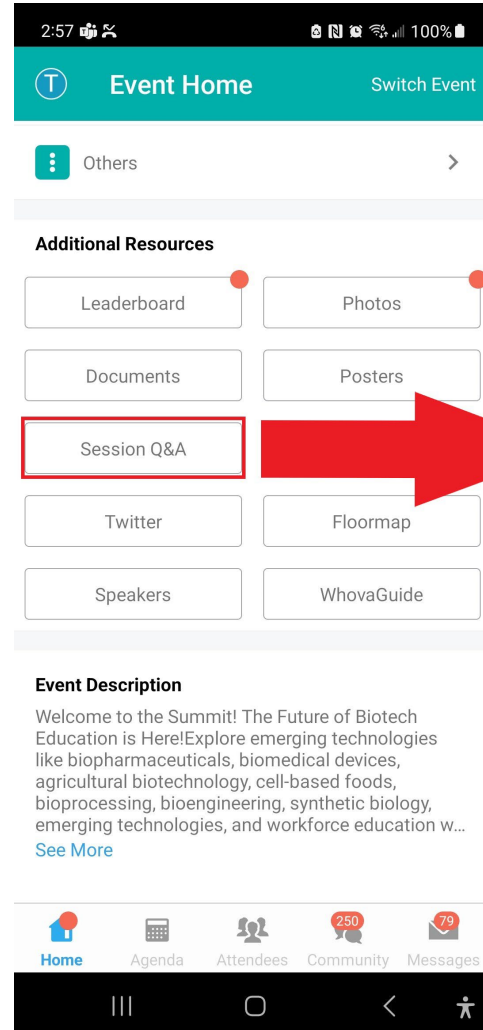 2:57 100%
T Event Home Switch Event
Others
Additional Resources
Leaderboard Photos
Documents Posters
Session Q&A
Twitter Floormap
Speakers WhovaGuide
Event Description
Welcome to the Summit! The Future of Biotech
Education is Here!Explore emerging technologies
like biopharmaceuticals, biomedical devices,
agricultural biotechnology, cell-based foods,
bioprocessing, bioengineering, synthetic biology,
emerging technologies, and workforce education w...
See More
250 79
Home Agenda Attendees Community Messages